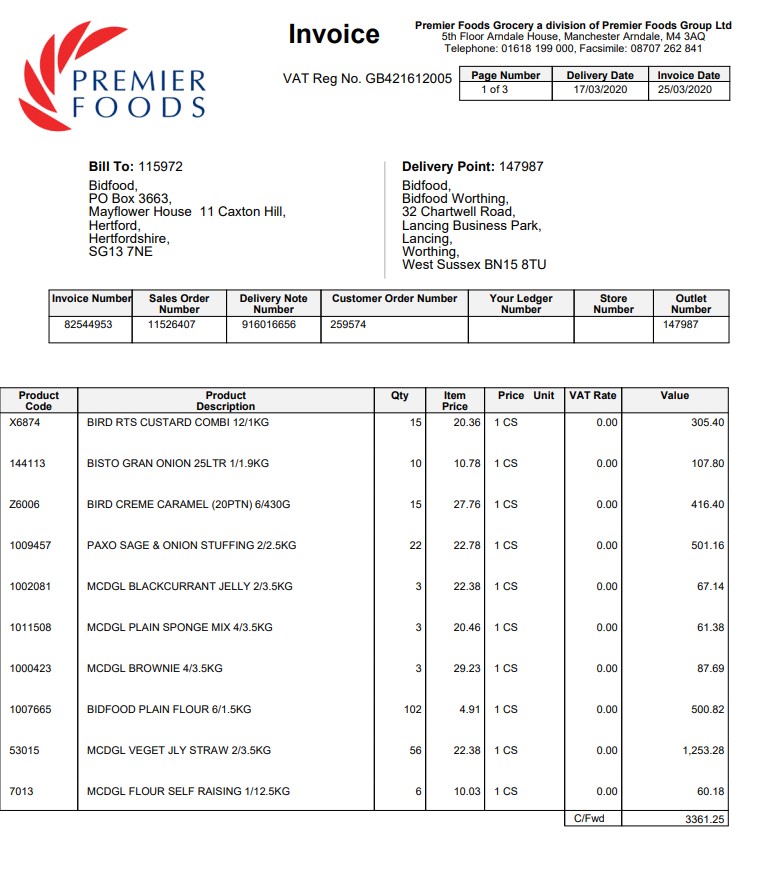 PREMIER
FOODS
Invoice
VAT Reg No. GB421612005
Premier Foods Grocery a division of Premier Foods Group Ltd
5th Floor Arndale House, Manchester Arndale, M4 3AQ
Telephone: 01618 199 000, Facsimile: 08707 262 841
Page Number Delivery Date Invoice Date
1 of 3 17/03/2020 25/03/2020
Bill To: 115972
Bidfood,
PO Box 3663,
Mayflower House 11 Caxton Hill,
Hertford,
Hertfordshire,
SG13 7NE
Delivery Point: 147987
Bidfood,
Bidfood Worthing,
32 Chartwell Road,
Lancing Business Park,
Lancing,
Worthing,
West Sussex BN15 8TU
Invoice Number Sales Order Number Delivery Note Number Customer Order Number Your Ledger Number Store Number Outlet Number
82544953 11526407 916016656 259574 147987
Product Code Product Description Qty Item Price Price Unit VAT Rate Value
X6874 BIRD RTS CUSTARD COMBI 12/1KG 15 20.36 1 CS 0.00 305.40
144113 BISTO GRAN ONION 25LTR 1/1.9KG 10 10.78 1 CS 0.00 107.80
Z6006 BIRD CREME CARAMEL (20PTN) 6/430G 15 27.76 1 CS 0.00 416.40
1009457 PAXO SAGE & ONION STUFFING 2/2.5KG 22 22.78 1 CS 0.00 501.16
1002081 MCDGL BLACKCURRANT JELLY 2/3.5KG 3 22.38 1 CS 0.00 67.14
1011508 MCDGL PLAIN SPONGE MIX 4/3.5KG 3 20.46 1 CS 0.00 61.38
1000423 MCDGL BROWNIE 4/3.5KG 3 29.23 1 CS 0.00 87.69
1007665 BIDFOOD PLAIN FLOUR 6/1.5KG 102 4.91 1 CS 0.00 500.82
53015 MCDGL VEGET JLY STRAW 2/3.5KG 56 22.38 1 CS 0.00 1,253.28
7013 MCDGL FLOUR SELF RAISING 1/12.5KG 6 10.03 1 CS 0.00 60.18
C/Fwd 3361.25